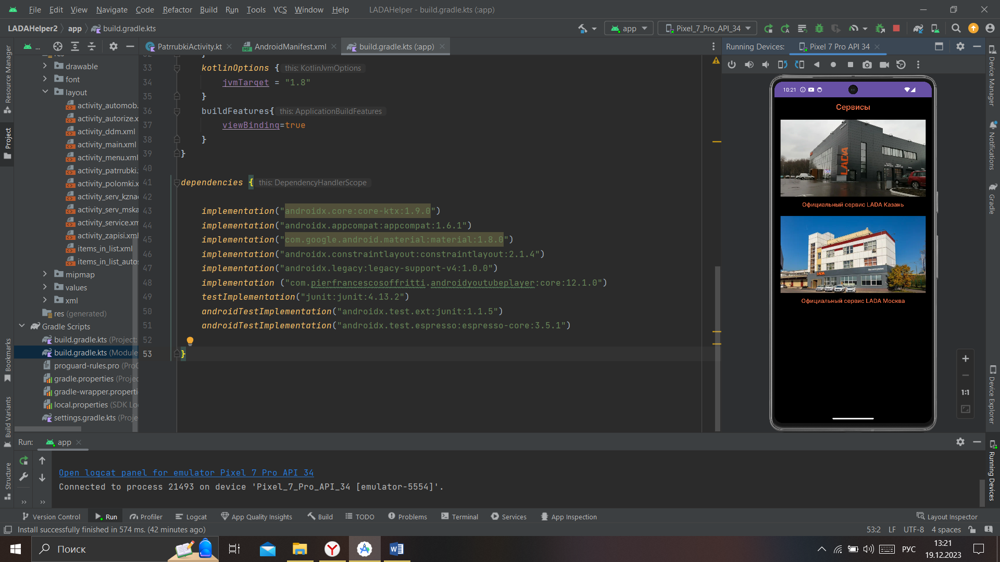 File Edit View Navigate Code Refactor Build Run Tools VCS Window Help LADAHelper - build.gradle.kts (:app)
LADAHelper2 app build.gradle.kts
app Pixel_7_Pro_API_34
... PatrrubkiActivity.kt AndroidManifest.xml build.gradle.kts (:app)
Running Devices: Pixel 7 Pro API 34
Resource Manager
Project
Bookmarks
Build Variants
Structure
drawable
font
layout
activity_automob.
activity_autorize.x
activity_ddm.xml
activity_main.xml
activity_menu.xml
activity_patrrubki.
activity_polomki.x
activity_serv_kzna
activity_serv_mska
activity_service.xm
activity_zapisi.xml
items_in_list.xml
items_in_list_auto
mipmap
values
xml
res (generated)
Gradle Scripts
build.gradle.kts (Project:
build.gradle.kts (Module
proguard-rules.pro (Pro
gradle.properties (Projec
gradle-wrapper.properti
local.properties (SDK Lo
settings.gradle.kts (Proje
33 kotlinOptions { this: KotlinJvmOptions
34 jvmTarget = "1.8"
35 }
36 buildFeatures{ this: ApplicationBuildFeatures
37 viewBinding=true
38 }
39 }
40
41 dependencies { this: DependencyHandlerScope
42
43 implementation("androidx.core:core-ktx:1.9.0")
44 implementation("androidx.appcompat:appcompat:1.6.1")
45 implementation("com.google.android.material:material:1.8.0")
46 implementation("androidx.constraintlayout:constraintlayout:2.1.4")
47 implementation("androidx.legacy:legacy-support-v4:1.0.0")
48 implementation ("com.pierfrancescosoffritti.androidyoutubeplayer:core:12.1.0")
49 testImplementation("junit:junit:4.13.2")
50 androidTestImplementation("androidx.test.ext:junit:1.1.5")
51 androidTestImplementation("androidx.test.espresso:espresso-core:3.5.1")
52
53 }
10:21
Сервисы
LADA
Официальный сервис LADA Казань
LADA
Официальный сервис LADA Москва
1:1
Device Manager
Notifications
Gradle
Device Explorer
Running Devices
Run: app
Open logcat panel for emulator Pixel 7 Pro API 34
Connected to process 21493 on device 'Pixel_7_Pro_API_34 [emulator-5554]'.
Version Control Run Profiler Logcat App Quality Insights Build TODO Problems Terminal Services App Inspection Layout Inspector
Install successfully finished in 574 ms. (42 minutes ago) 53:2 LF UTF-8 4 spaces
Поиск РУС 13:21
19.12.2023